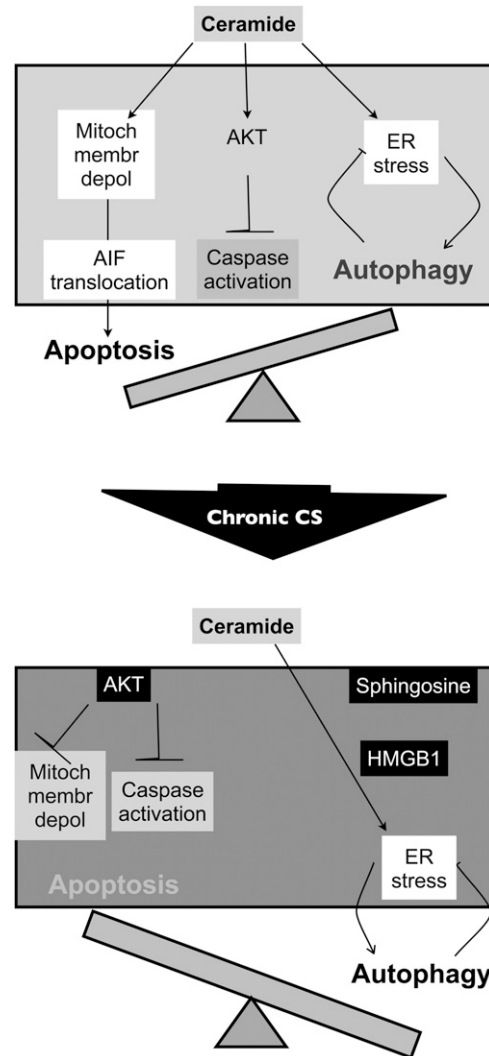 Ceramide
Mitoch
membr
depol
AKT
ER
stress
AIF
translocation
Caspase
activation
Autophagy
Apoptosis
Chronic CS
Ceramide
AKT
Sphingosine
HMGB1
Mitoch
membr
depol
Caspase
activation
ER
stress
Apoptosis
Autophagy